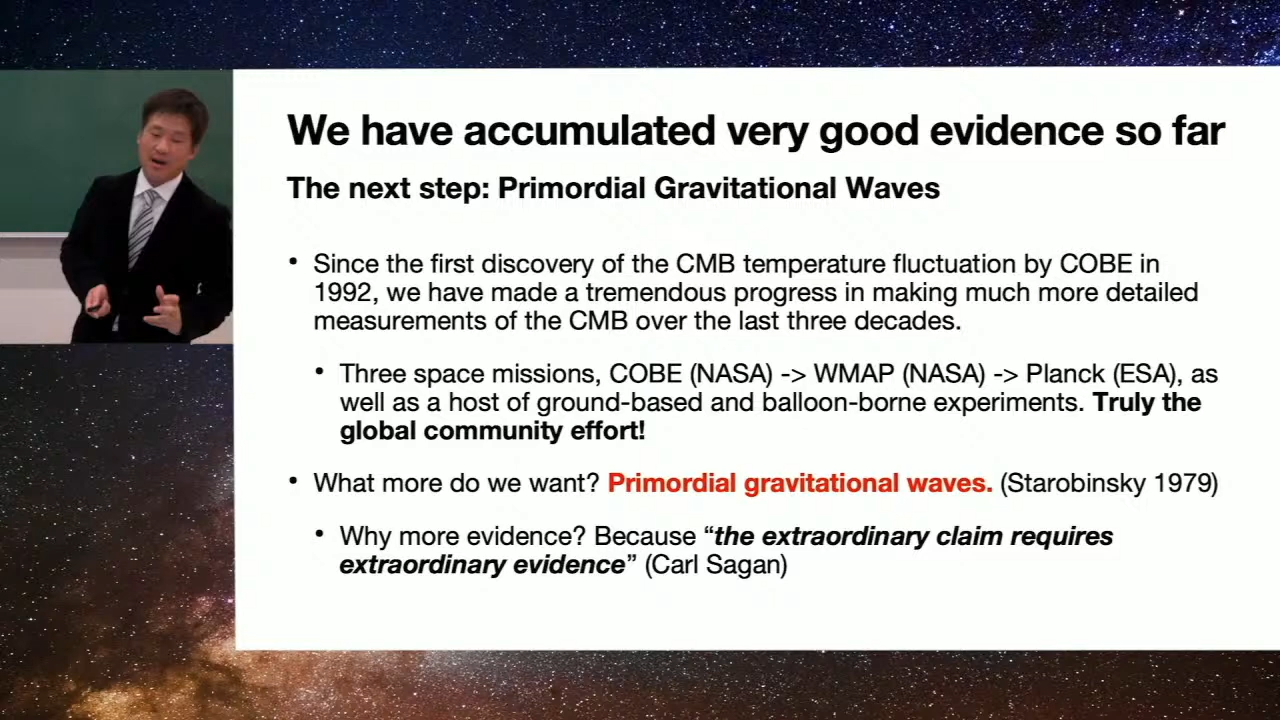 We have accumulated very good evidence so far
The next step: Primordial Gravitational Waves
• Since the first discovery of the CMB temperature fluctuation by COBE in
1992, we have made a tremendous progress in making much more detailed
measurements of the CMB over the last three decades.
• Three space missions, COBE (NASA) -> WMAP (NASA) -> Planck (ESA), as
well as a host of ground-based and balloon-borne experiments. Truly the
global community effort!
• What more do we want? Primordial gravitational waves. (Starobinsky 1979)
• Why more evidence? Because “the extraordinary claim requires
extraordinary evidence” (Carl Sagan)